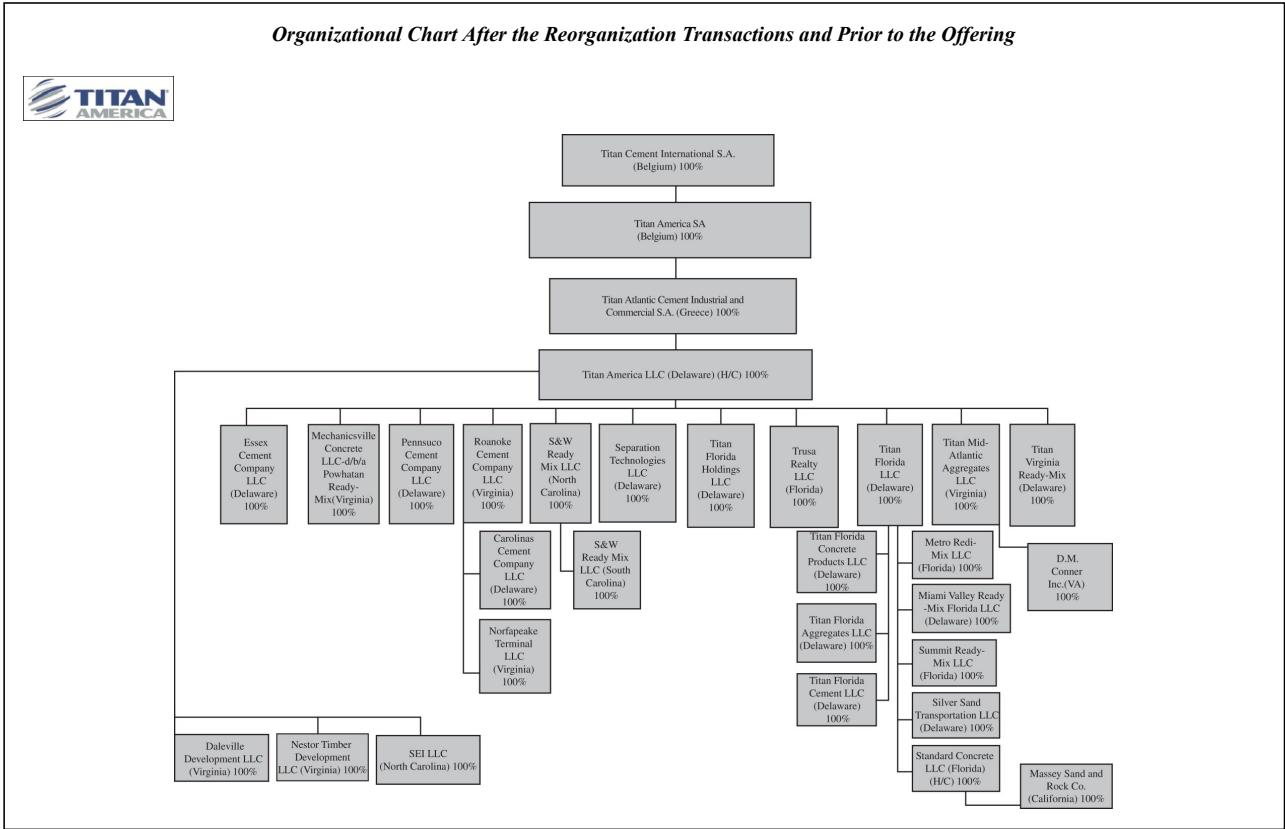 Organizational Chart After the Reorganization Transactions and Prior to the Offering
TITAN
AMERICA
Titan Cement International S.A.
(Belgium) 100%
Titan America SA
(Belgium) 100%
Titan Atlantic Cement Industrial and
Commercial S.A. (Greece) 100%
Titan America LLC (Delaware) (H/C) 100%
Essex
Cement
Company
LLC
(Delaware)
100%
Mechanicsville
Concrete
LLC-d/b/a
Powhatan
Ready-
Mix(Virginia)
100%
Pennsuco
Cement
Company
LLC
(Delaware)
100%
Roanoke
Cement
Company
LLC
(Virginia)
100%
S&W
Ready
Mix LLC
(North
Carolina)
100%
Separation
Technologies
LLC
(Delaware)
100%
Titan
Florida
Holdings
LLC
(Delaware)
100%
Trusa
Realty
LLC
(Florida)
100%
Titan
Florida
LLC
(Delaware)
100%
Titan Mid-
Atlantic
Aggregates
LLC
(Virginia)
100%
Titan
Virginia
Ready-Mix
(Delaware)
100%
Carolinas
Cement
Company
LLC
(Delaware)
100%
Norfapeake
Terminal
LLC
(Virginia)
100%
S&W
Ready Mix
LLC (South
Carolina)
100%
Titan Florida
Concrete
Products LLC
(Delaware)
100%
Titan Florida
Aggregates LLC
(Delaware) 100%
Titan Florida
Cement LLC
(Delaware)
100%
Metro Redi-
Mix LLC
(Florida) 100%
Miami Valley Ready
-Mix Florida LLC
(Delaware) 100%
Summit Ready-
Mix LLC
(Florida) 100%
Silver Sand
Transportation LLC
(Delaware) 100%
Standard Concrete
LLC (Florida)
(H/C) 100%
D.M.
Conner
Inc.(VA)
100%
Massey Sand and
Rock Co.
(California) 100%
Daleville
Development LLC
(Virginia) 100%
Nestor Timber
Development
LLC (Virginia) 100%
SEI LLC
(North Carolina) 100%